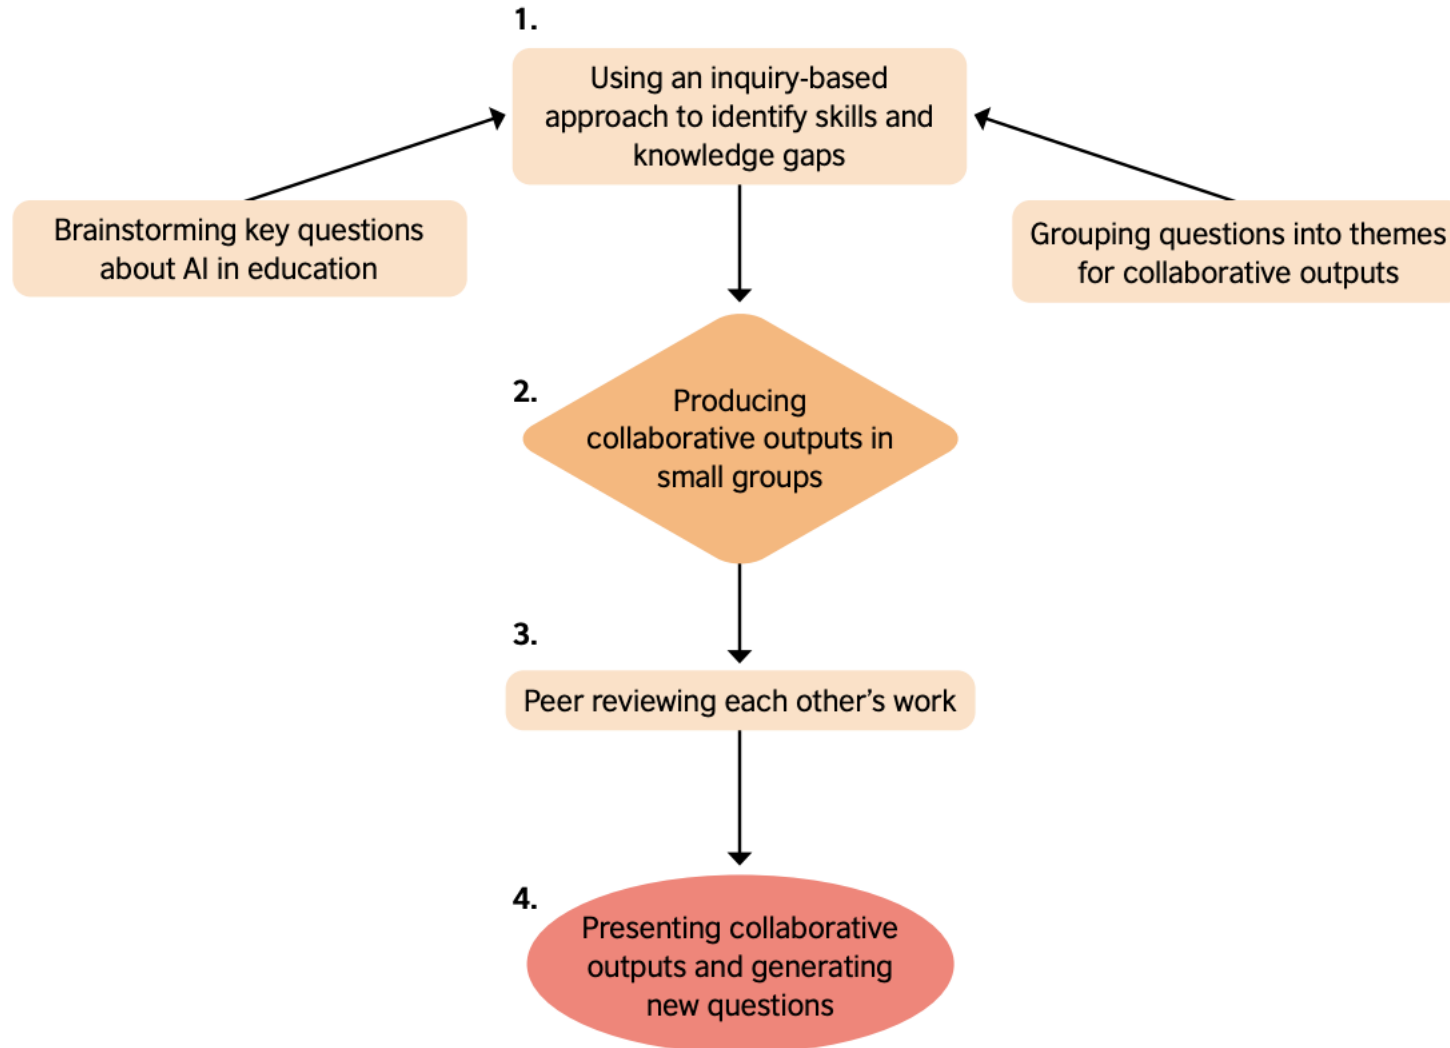 1.
Using an inquiry-based
approach to identify skills and
knowledge gaps
Brainstorming key questions
about AI in education
Grouping questions into themes
for collaborative outputs
2.
Producing
collaborative outputs in
small groups
3.
Peer reviewing each other’s work
4.
Presenting collaborative
outputs and generating
new questions